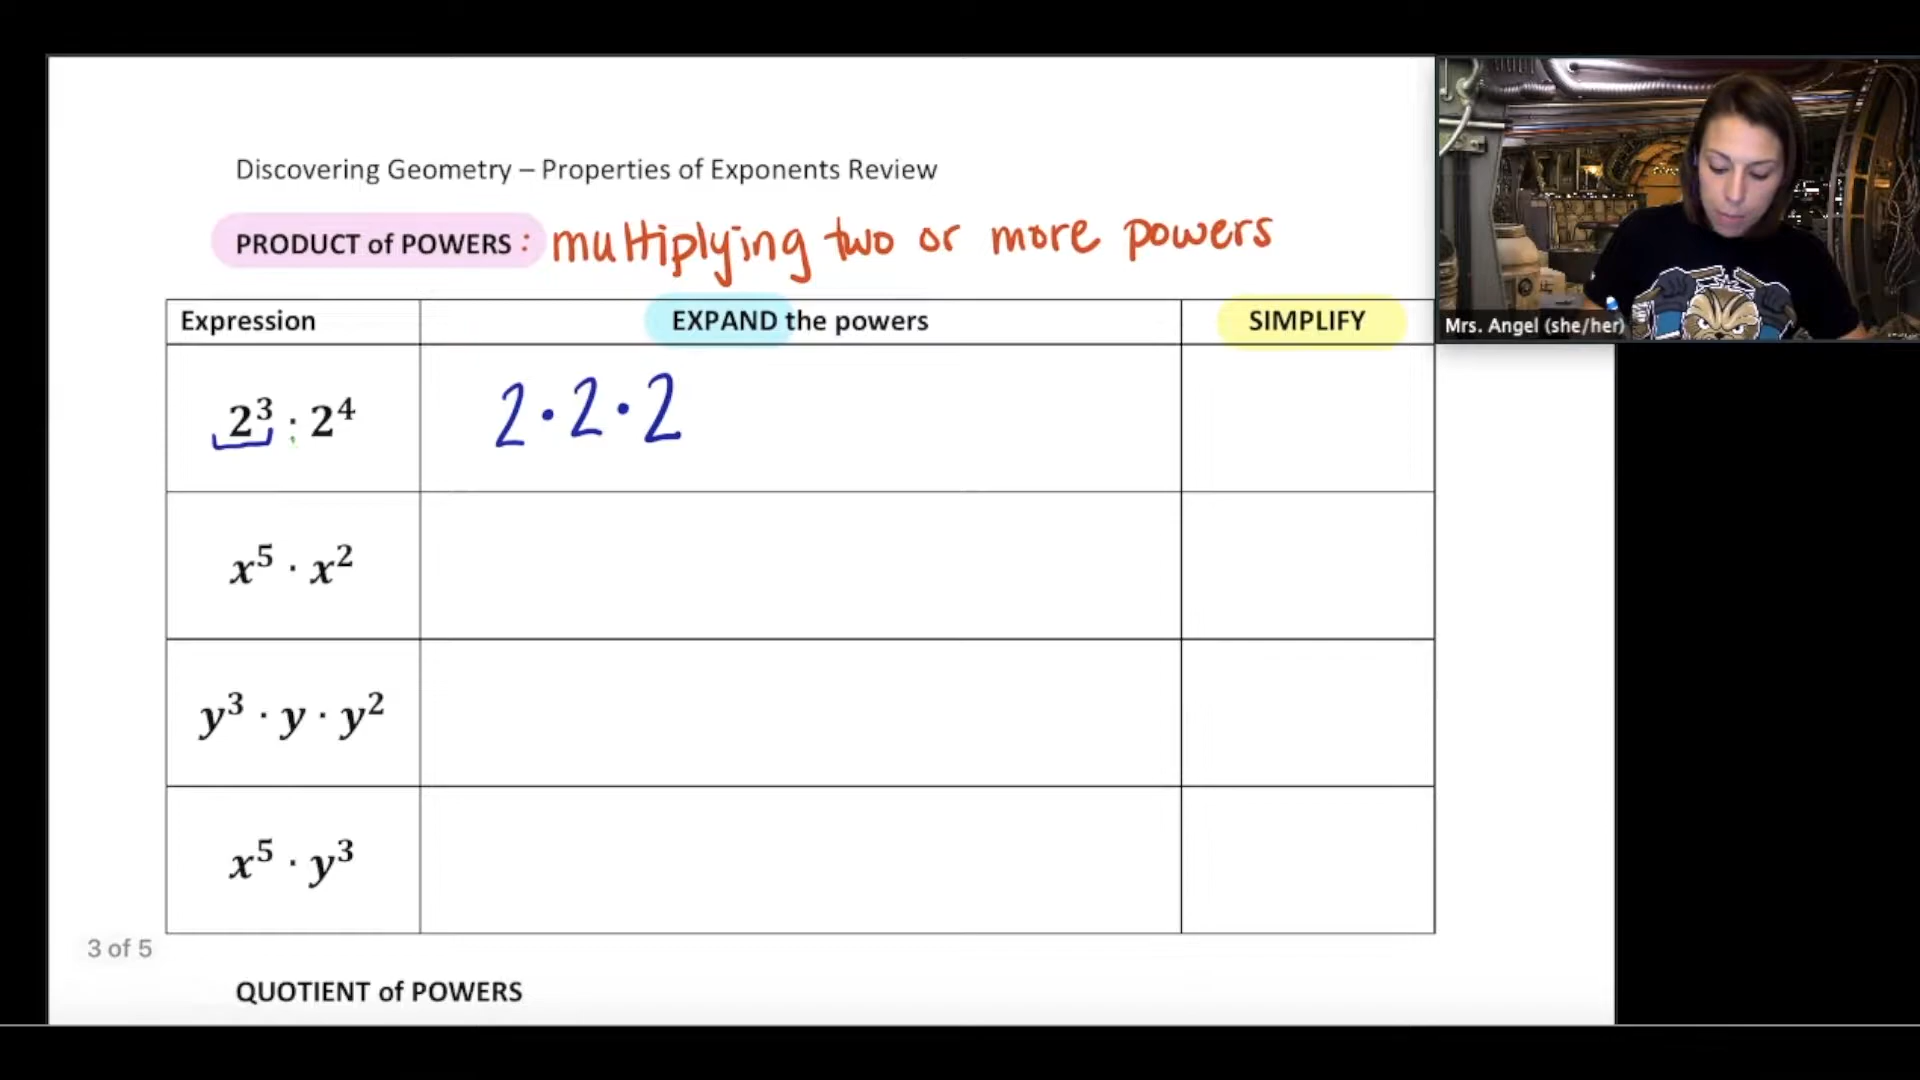 Discovering Geometry – Properties of Exponents Review
PRODUCT of POWERS : multiplying two or more powers
Expression EXPAND the powers SIMPLIFY
2³ · 2⁴ 2 · 2 · 2
x⁵ · x²
y³ · y · y²
x⁵ · y³
3 of 5
QUOTIENT of POWERS
Mrs. Angel (she/her)